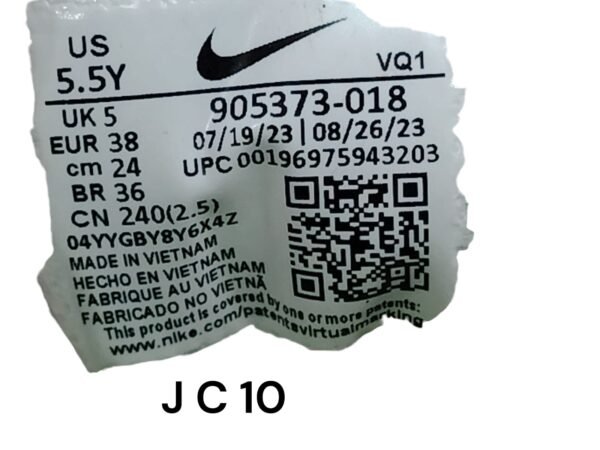 US
5.5Y
VQ1
UK 5
905373-018
EUR 38
07/19/23 | 08/26/23
cm 24
UPC 00196975943203
BR 36
CN 240(2.5)
04YYGBY8Y6X4Z
MADE IN VIETNAM
HECHO EN VIETNAM
FABRIQUE AU VIETNAM
FABRICADO NO VIETNÃ
This product is covered by one or more patents:
www.nike.com/patentsvirtualmarking
J C 10